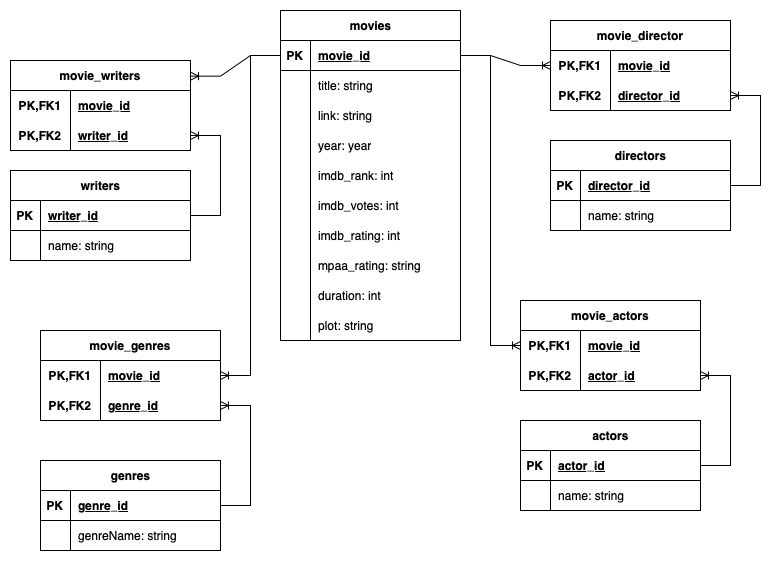 movies
PK movie_id
title: string
link: string
year: year
imdb_rank: int
imdb_votes: int
imdb_rating: int
mpaa_rating: string
duration: int
plot: string
movie_writers
PK,FK1 movie_id
PK,FK2 writer_id
writers
PK writer_id
name: string
movie_genres
PK,FK1 movie_id
PK,FK2 genre_id
genres
PK genre_id
genreName: string
movie_director
PK,FK1 movie_id
PK,FK2 director_id
directors
PK director_id
name: string
movie_actors
PK,FK1 movie_id
PK,FK2 actor_id
actors
PK actor_id
name: string